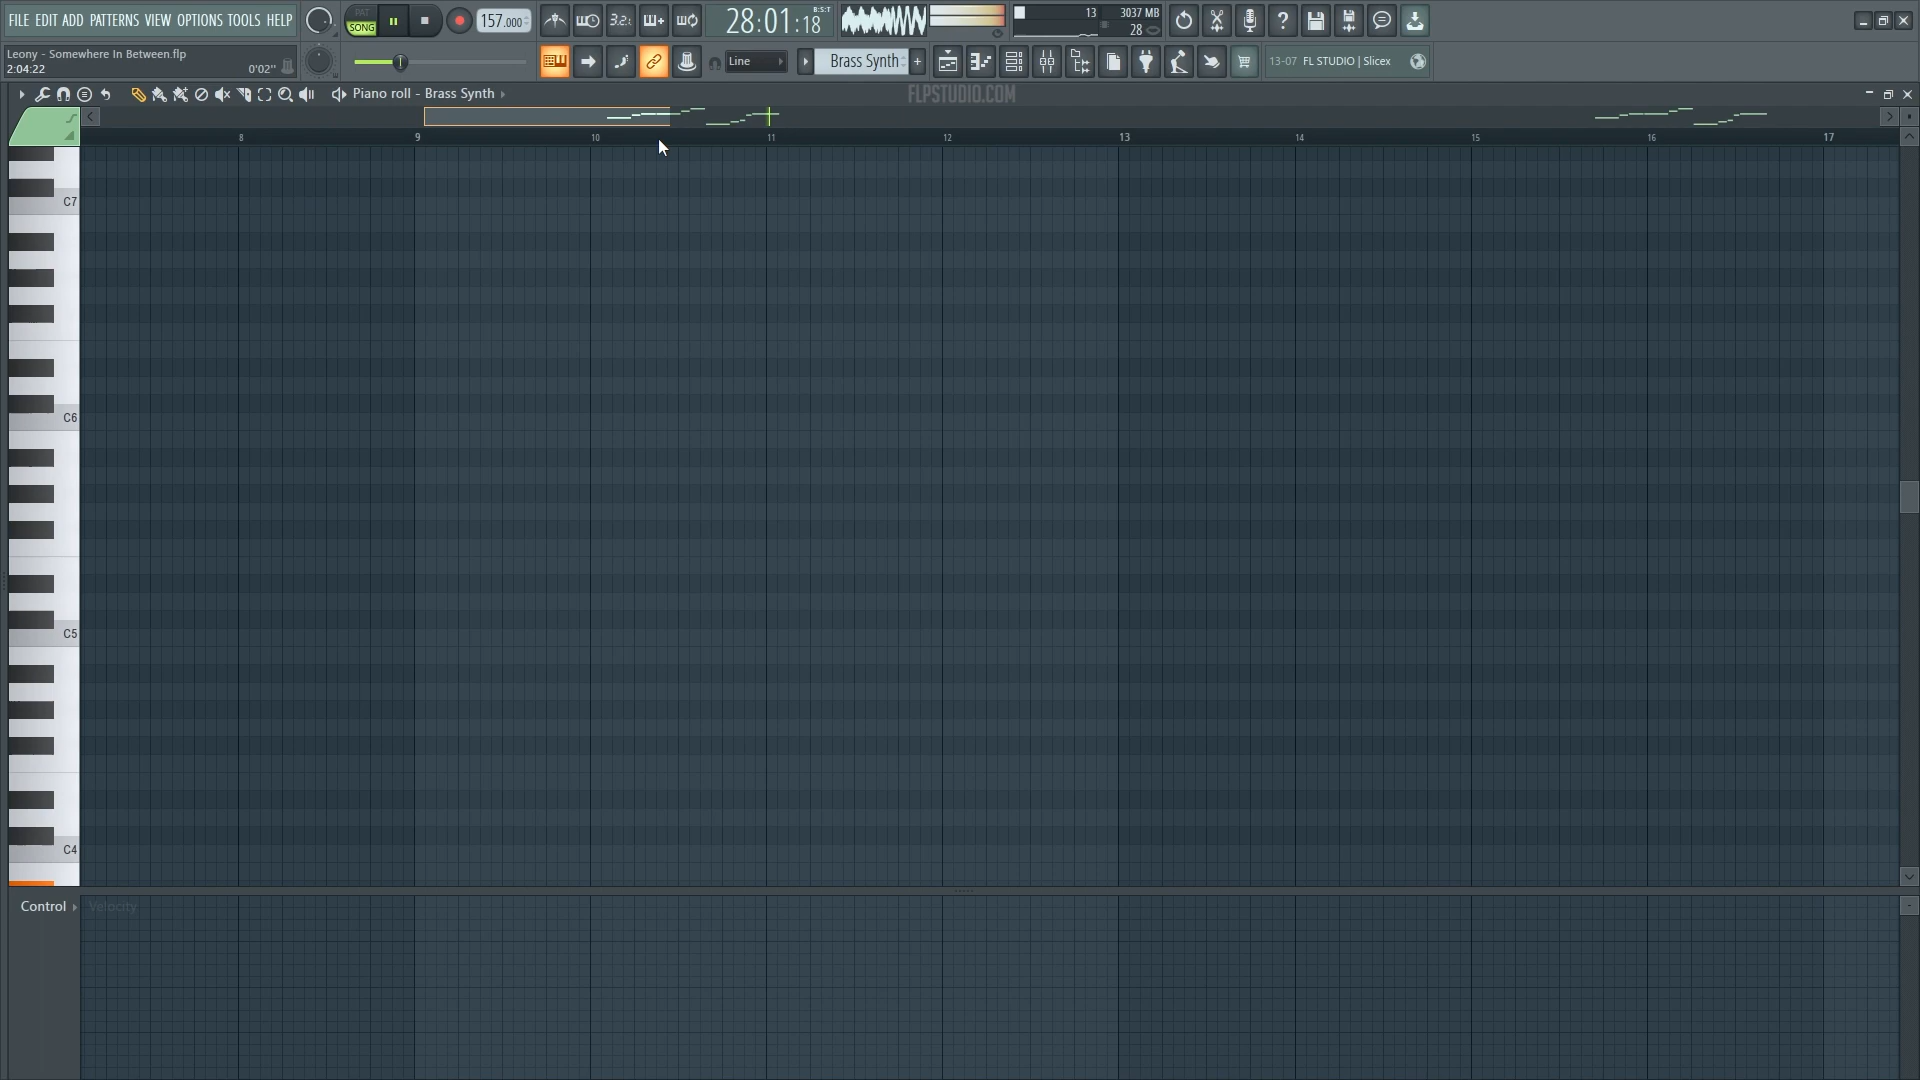 FILE EDIT ADD PATTERNS VIEW OPTIONS TOOLS HELP
PAT
SONG
157.000
3.2.
28:01:18
B:S:T
13
3037 MB
28
Leony - Somewhere In Between.flp
2:04:22
0'02"
Line
Brass Synth
13-07 FL STUDIO | Slicex
Piano roll - Brass Synth
FLPSTUDIO.COM
8 9 10 11 12 13 14 15 16 17
C7
C6
C5
C4
Control
Velocity